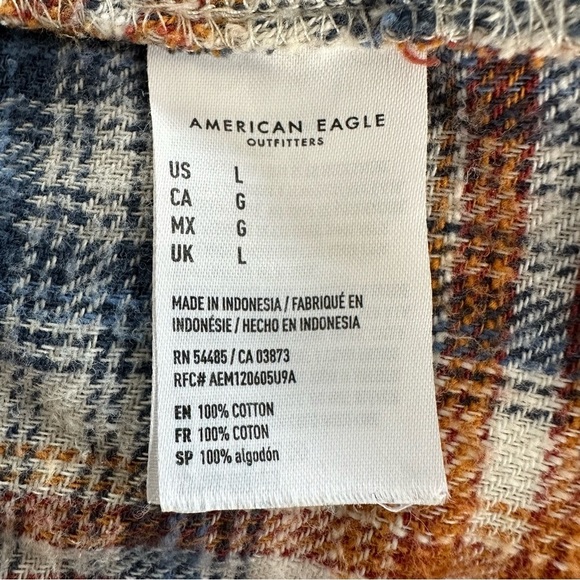 AMERICAN EAGLE
OUTFITTERS
US L
CA G
MX G
UK L
MADE IN INDONESIA / FABRIQUÉ EN
INDONÉSIE / HECHO EN INDONESIA
RN 54485 / CA 03873
RFC# AEM120605U9A
EN 100% COTTON
FR 100% COTON
SP 100% algodón